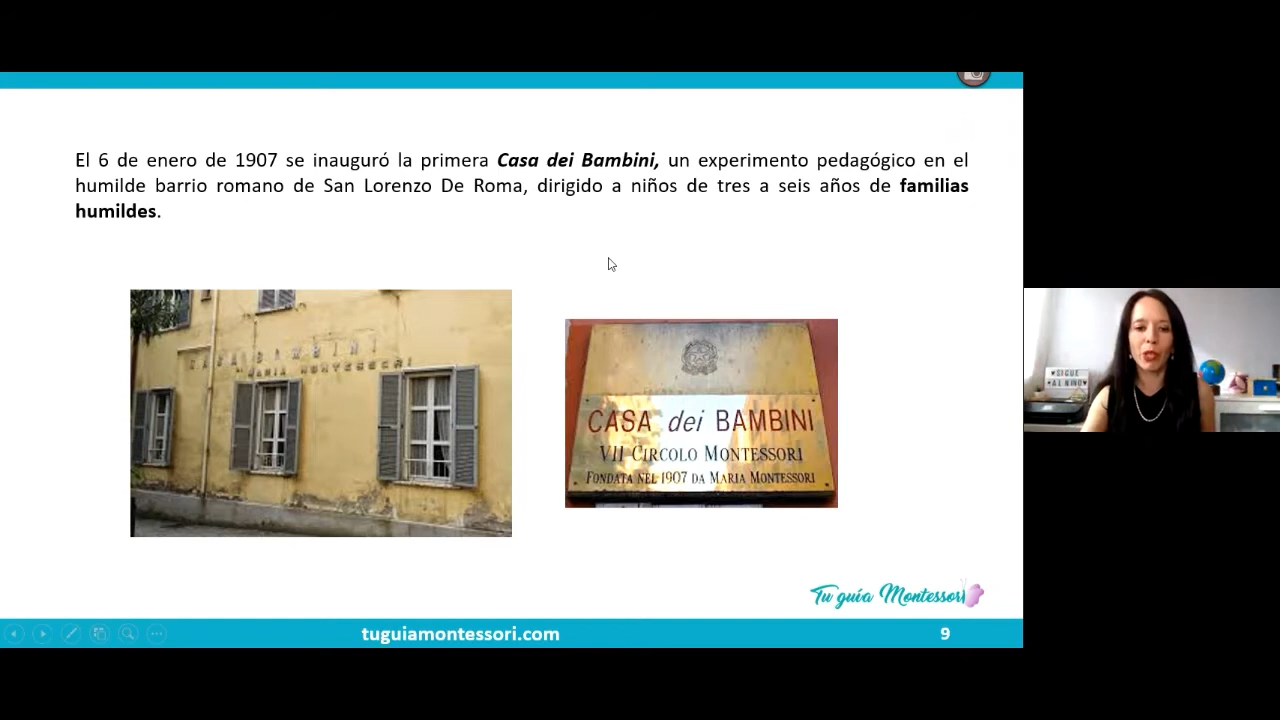 El 6 de enero de 1907 se inauguró la primera Casa dei Bambini, un experimento pedagógico en el
humilde barrio romano de San Lorenzo De Roma, dirigido a niños de tres a seis años de familias
humildes.
CASA BAMBINI
MARIA MONTESSORI
CASA dei BAMBINI
VII CIRCOLO MONTESSORI
FONDATA NEL 1907 DA MARIA MONTESSORI
SIGUE
AL NIÑO
Tu guía Montessori
tuguiamontessori.com
9